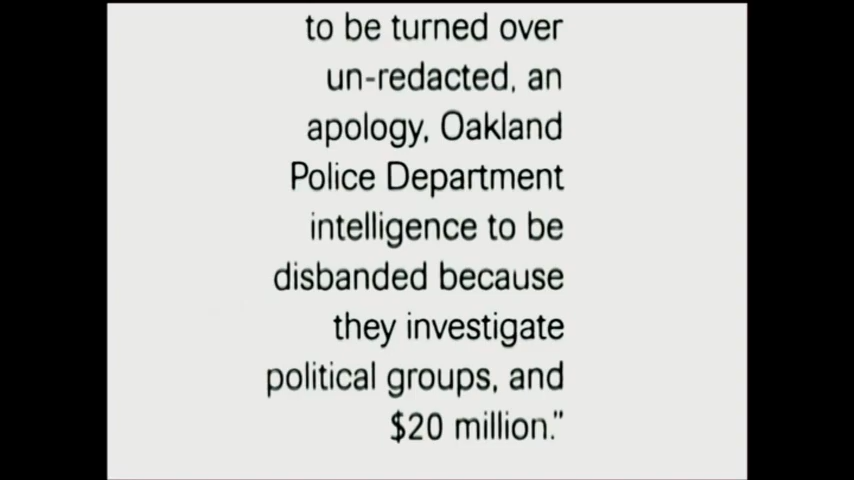 to be turned over
un-redacted, an
apology, Oakland
Police Department
intelligence to be
disbanded because
they investigate
political groups, and
$20 million."